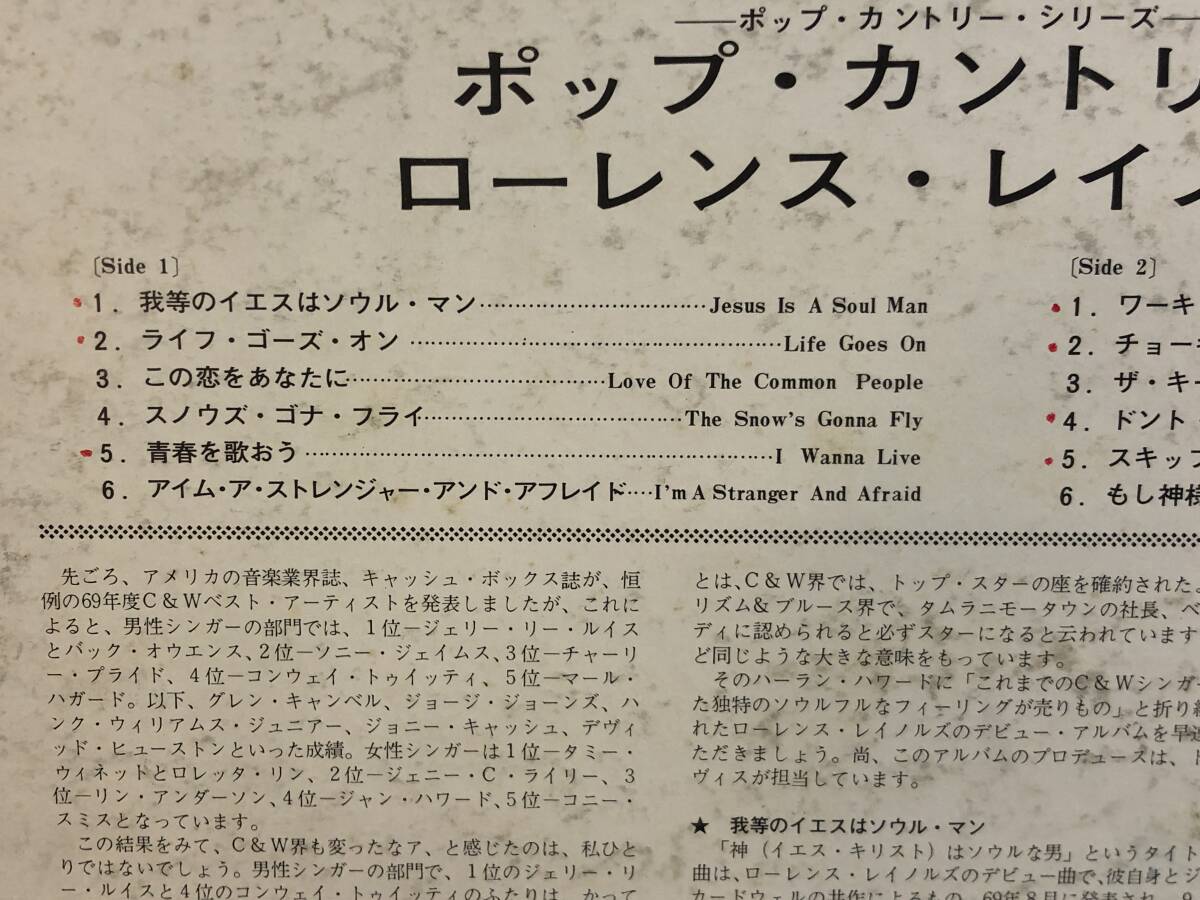 ポップ・カントリー・シリーズ
ポップ・カントリ
ローレンス・レイ
〔Side 1〕
1. 我等のイエスはソウル・マン……Jesus Is A Soul Man
2. ライフ・ゴーズ・オン……Life Goes On
3. この恋をあなたに……Love Of The Common People
4. スノウズ・ゴナ・フライ……The Snow's Gonna Fly
5. 青春を歌おう……I Wanna Live
6. アイム・ア・ストレンジャー・アンド・アフレイド……I'm A Stranger And Afraid
〔Side 2〕
1. ワーキ
2. チョーキ
3. ザ・キー
4. ドント
5. スキップ
6. もし神様
先ごろ、アメリカの音楽業界誌、キャッシュ・ボックス誌が、恒
例の69年度C&Wベスト・アーティストを発表しましたが、これに
よると、男性シンガーの部門では、1位―ジェリー・リー・ルイス
とバック・オウエンス、2位―ソニー・ジェイムス、3位―チャーリ
ー・プライド、4位―コンウェイ・トゥイッティ、5位―マール・
ハガード。以下、グレン・キャンベル、ジョージ・ジョーンズ、ハ
ンク・ウィリアムス・ジュニアー、ジョニー・キャッシュ、デヴィ
ッド・ヒューストンといった成績。女性シンガーは1位―タミー・
ウィネットとロレッタ・リン、2位―ジェニー・C・ライリー、3
位―リン・アンダーソン、4位―ジャン・ハワード、5位―コニー・
スミスとなっています。
この結果をみて、C&W界も変ったなア、と感じたのは、私ひと
りではないでしょう。男性シンガーの部門で、1位のジェリー・リ
ー・ルイスと4位のコンウェイ・トゥイッティのふたりは、かって
とは、C&W界では、トップ・スターの座を確約された。
リズム&ブルース界で、タムラニモータウンの社長、ベ
ディに認められると必ずスターになると云われています
ど同じような大きな意味をもっています。
そのハーラン・ハワードに「これまでのC&Wシンガー
た独特のソウルフルなフィーリングが売りもの」と折り
れたローレンス・レイノルズのデビュー・アルバムを早速
ただきましょう。尚、このアルバムのプロデュースは、
ヴィスが担当しています。
★ 我等のイエスはソウル・マン
「神（イエス・キリスト）はソウルな男」というタイト
曲は、ローレンス・レイノルズのデビュー曲で、彼自身とジ
カードウェルの共作によるもの。69年8月に発表され、9